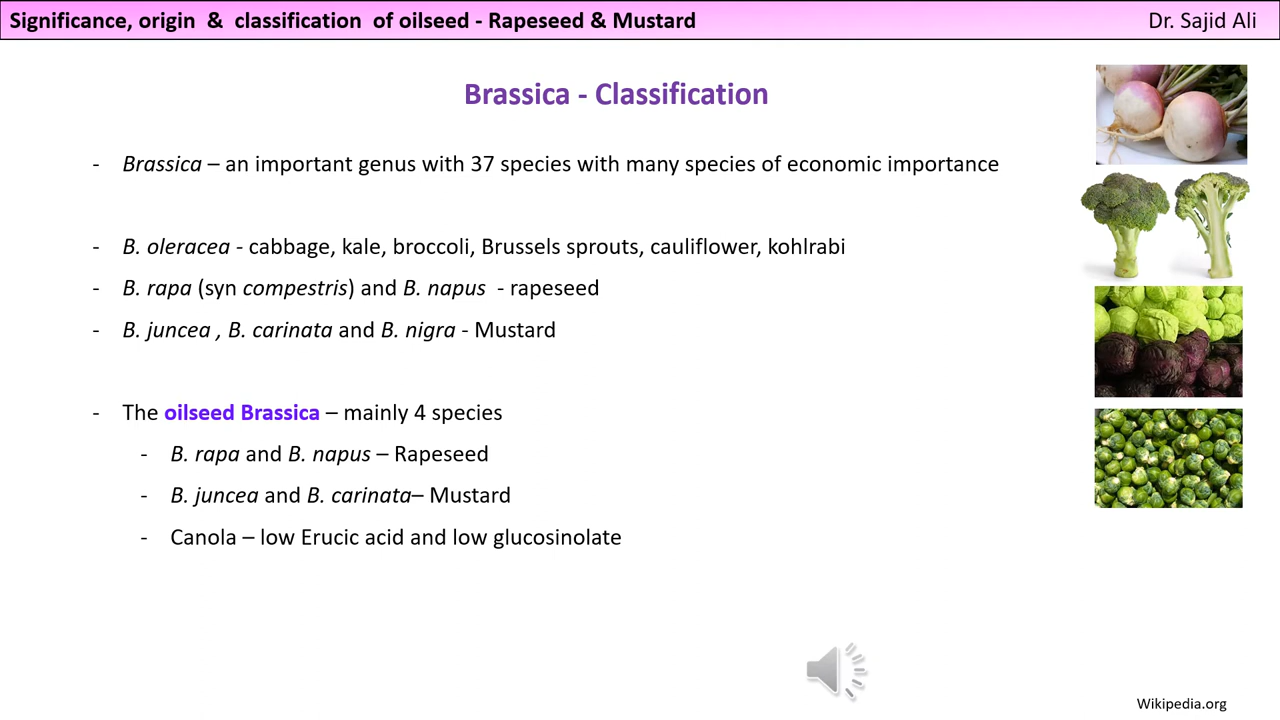 Significance, origin & classification of oilseed - Rapeseed & Mustard
Dr. Sajid Ali
Brassica - Classification
- Brassica – an important genus with 37 species with many species of economic importance
- B. oleracea - cabbage, kale, broccoli, Brussels sprouts, cauliflower, kohlrabi
- B. rapa (syn compestris) and B. napus - rapeseed
- B. juncea , B. carinata and B. nigra - Mustard
- The oilseed Brassica – mainly 4 species
- B. rapa and B. napus – Rapeseed
- B. juncea and B. carinata– Mustard
- Canola – low Erucic acid and low glucosinolate
Wikipedia.org